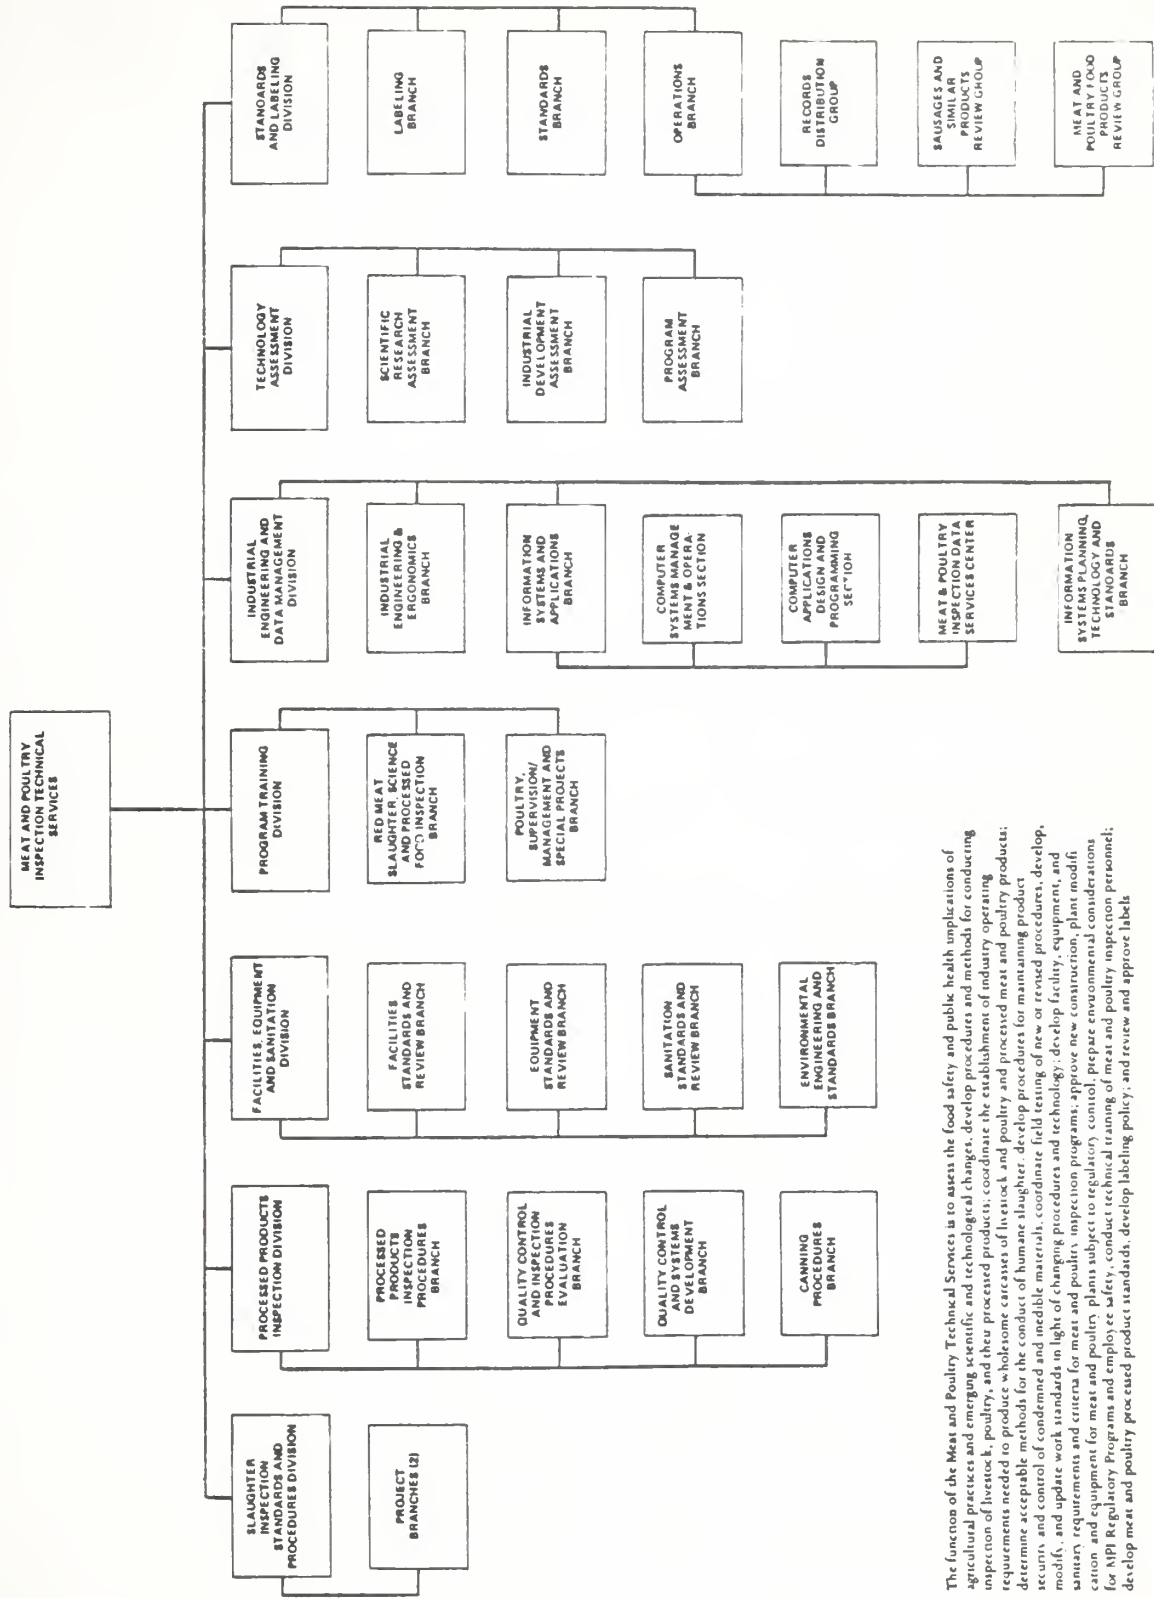 MEAT AND POULTRY
INSPECTION TECHNICAL
SERVICES
SLAUGHTER
INSPECTION
STANDARDS AND
PROCEDURES DIVISION
PROJECT
BRANCHES (2)
PROCESSED PRODUCTS
INSPECTION DIVISION
PROCESSED
PRODUCTS
INSPECTION
PROCEDURES
BRANCH
QUALITY CONTROL
AND INSPECTION
PROCEDURES
EVALUATION
BRANCH
QUALITY CONTROL
AND SYSTEMS
DEVELOPMENT
BRANCH
CANNING
PROCEDURES
BRANCH
FACILITIES, EQUIPMENT
AND SANITATION
DIVISION
FACILITIES
STANDARDS AND
REVIEW BRANCH
EQUIPMENT
STANDARDS AND
REVIEW BRANCH
SANITATION
STANDARDS AND
REVIEW BRANCH
ENVIRONMENTAL
ENGINEERING AND
STANDARDS BRANCH
PROGRAM TRAINING
DIVISION
RED MEAT
SLAUGHTER, SCIENCE
AND PROCESSED
FOOD INSPECTION
BRANCH
POULTRY,
SUPERVISION/
MANAGEMENT AND
SPECIAL PROJECTS
BRANCH
INDUSTRIAL
ENGINEERING AND
DATA MANAGEMENT
DIVISION
INDUSTRIAL
ENGINEERING &
ERGONOMICS
BRANCH
INFORMATION
SYSTEMS AND
APPLICATIONS
BRANCH
COMPUTER
SYSTEMS MANAGE
MENT & OPERA-
TIONS SECTION
COMPUTER
APPLICATIONS
DESIGN AND
PROGRAMMING
SECTION
MEAT & POULTRY
INSPECTION DATA
SERVICES CENTER
INFORMATION
SYSTEMS PLANNING,
TECHNOLOGY AND
STANDARDS
BRANCH
TECHNOLOGY
ASSESSMENT
DIVISION
SCIENTIFIC
RESEARCH
ASSESSMENT
BRANCH
INDUSTRIAL
DEVELOPMENT
ASSESSMENT
BRANCH
PROGRAM
ASSESSMENT
BRANCH
STANDARDS
AND LABELING
DIVISION
LABELING
BRANCH
STANDARDS
BRANCH
OPERATIONS
BRANCH
RECORDS
DISTRIBUTION
GROUP
SAUSAGES AND
SIMILAR
PRODUCTS
REVIEW GROUP
MEAT AND
POULTRY FOOD
PRODUCTS
REVIEW GROUP
The function of the Meat and Poultry Technical Services is to assess the food safety and public health implications of
agricultural practices and emerging scientific and technological changes, develop procedures and methods for conducting
inspection of livestock, poultry, and their processed products; coordinate the establishment of industry operating
requirements needed to produce wholesome carcasses of livestock and poultry and processed meat and poultry products;
determine acceptable methods for the conduct of humane slaughter, develop procedures for maintaining product
security and control of condemned and inedible materials, coordinate field testing of new or revised procedures, develop,
modify, and update work standards in light of changing procedures and technology; develop facility, equipment, and
sanitary requirements and criteria for meat and poultry inspection programs; approve new construction, plant modifi
cation and equipment for meat and poultry plants subject to regulatory control, prepare environmental considerations
for MPI Regulatory Programs and employee safety, conduct technical training of meat and poultry inspection personnel;
develop meat and poultry processed product standards, develop labeling policy; and review and approve labels